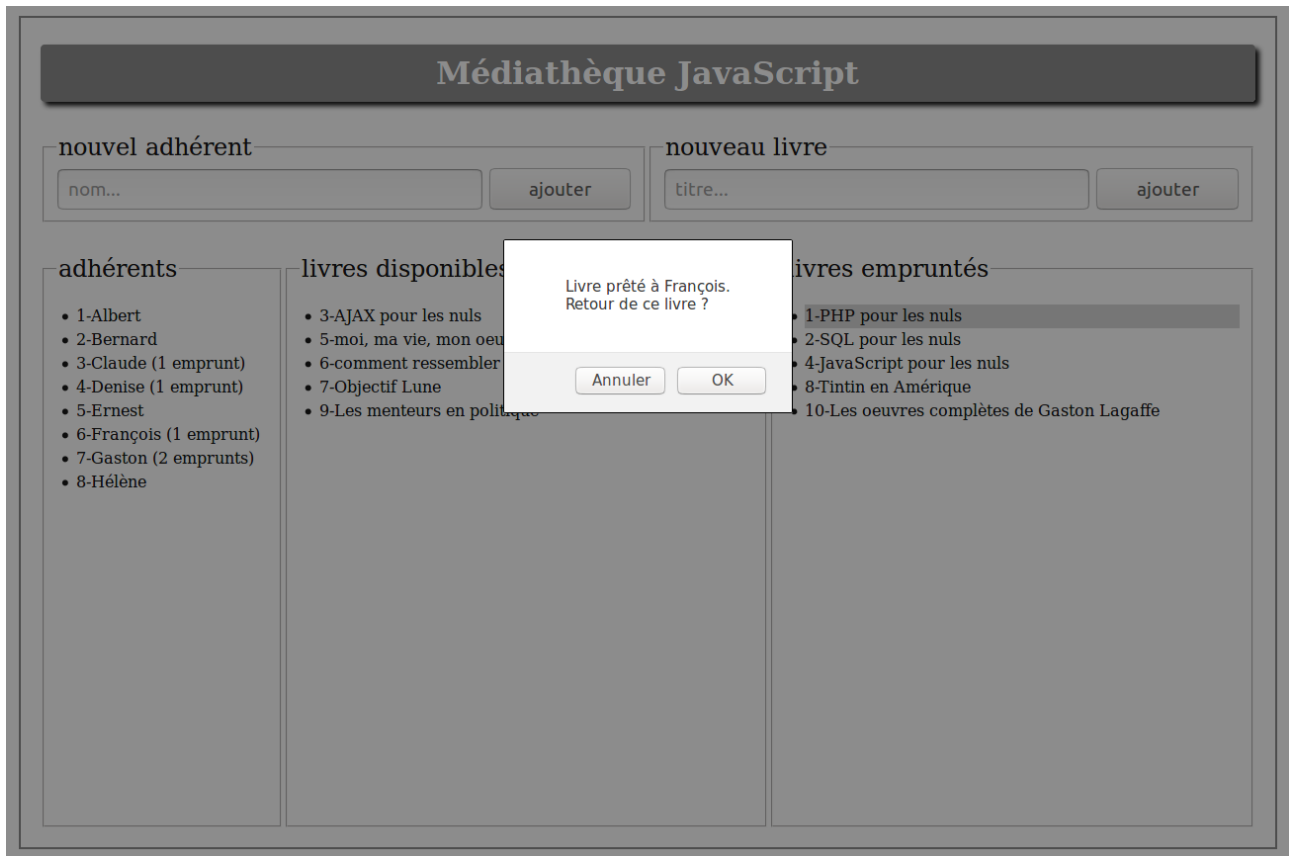 Médiathèque JavaScript
nouvel adhérent
nom...
ajouter
nouveau livre
titre...
ajouter
adhérents
1-Albert
2-Bernard
3-Claude (1 emprunt)
4-Denise (1 emprunt)
5-Ernest
6-François (1 emprunt)
7-Gaston (2 emprunts)
8-Hélène
livres disponibles
3-AJAX pour les nuls
5-moi, ma vie, mon oeu
6-comment ressembler
7-Objectif Lune
9-Les menteurs en politique
Livre prêté à François.
Retour de ce livre ?
Annuler
OK
ivres empruntés
1-PHP pour les nuls
2-SQL pour les nuls
4-JavaScript pour les nuls
8-Tintin en Amérique
10-Les oeuvres complètes de Gaston Lagaffe